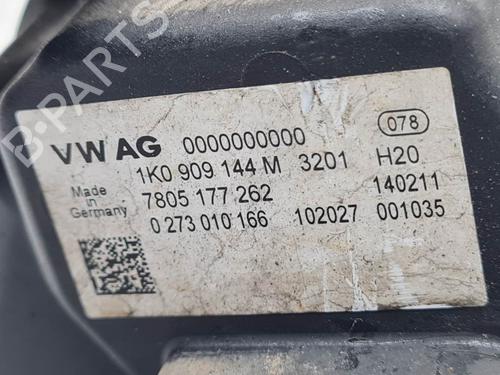 B-PARTS
VW AG 0000000000 078
1K0 909 144 M 3201 H20
Made in Germany 7805 177 262 140211
0 273 010 166 102027 001035